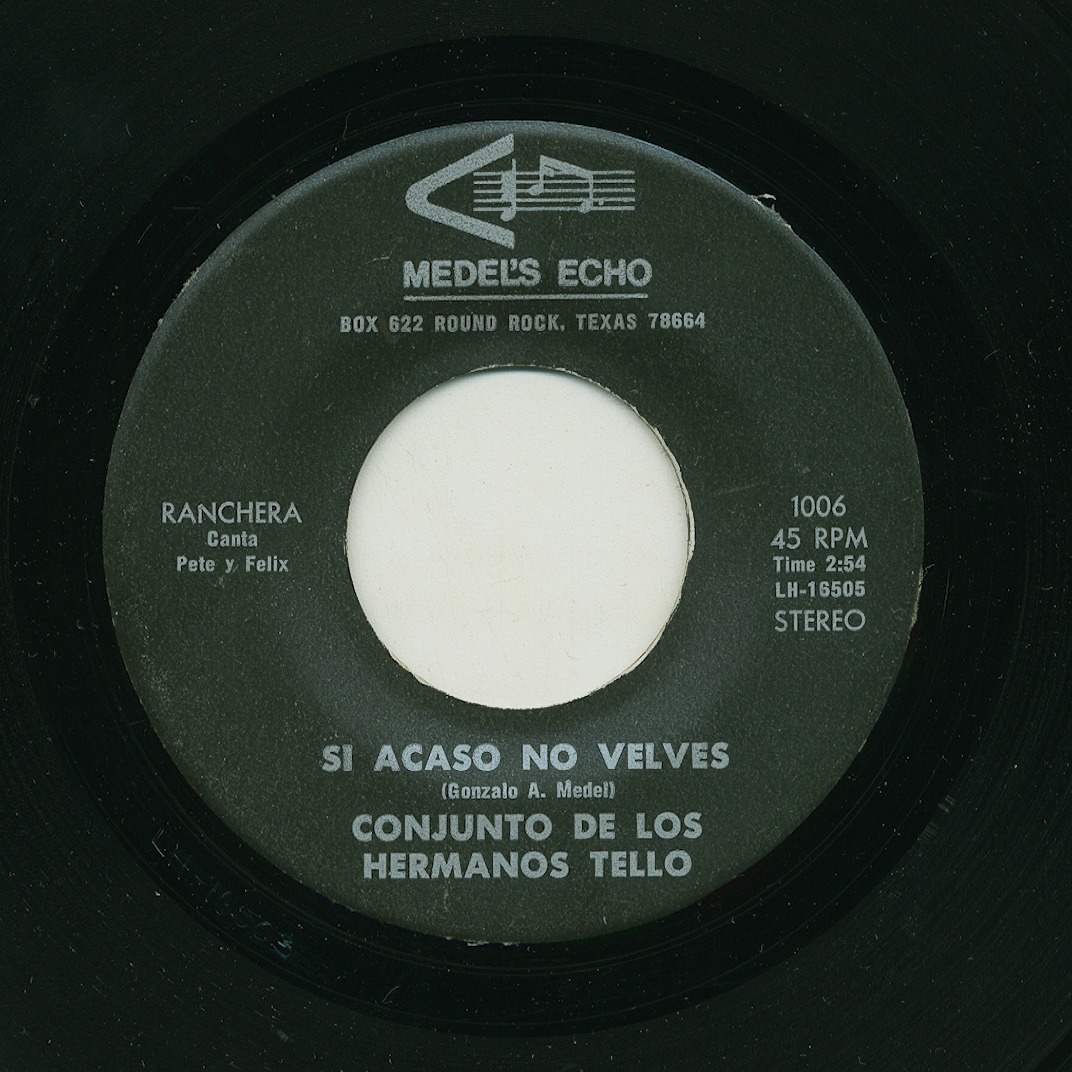 MEDEL'S ECHO
BOX 622 ROUND ROCK, TEXAS 78664
RANCHERA
Canta
Pete y Felix
1006
45 RPM
Time 2:54
LH-16505
STEREO
SI ACASO NO VELVES
(Gonzalo A. Medel)
CONJUNTO DE LOS
HERMANOS TELLO